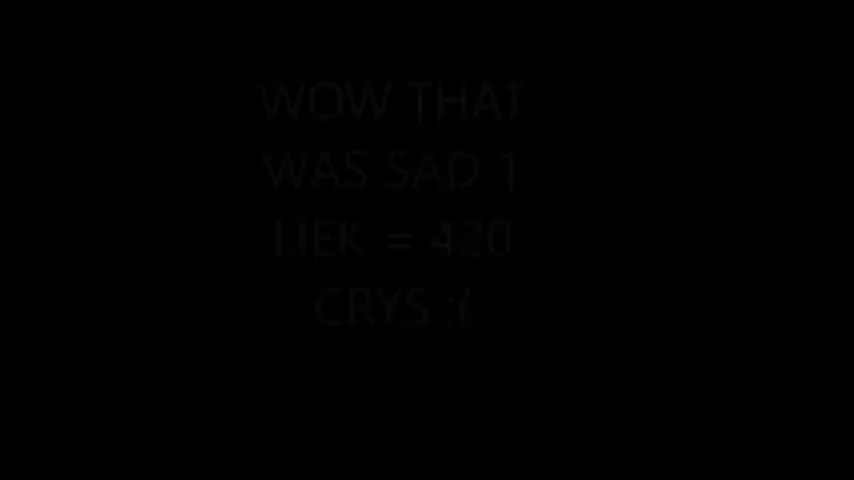 WOW THAT
WAS SAD 1
LIEK = 420
CRYS ;(